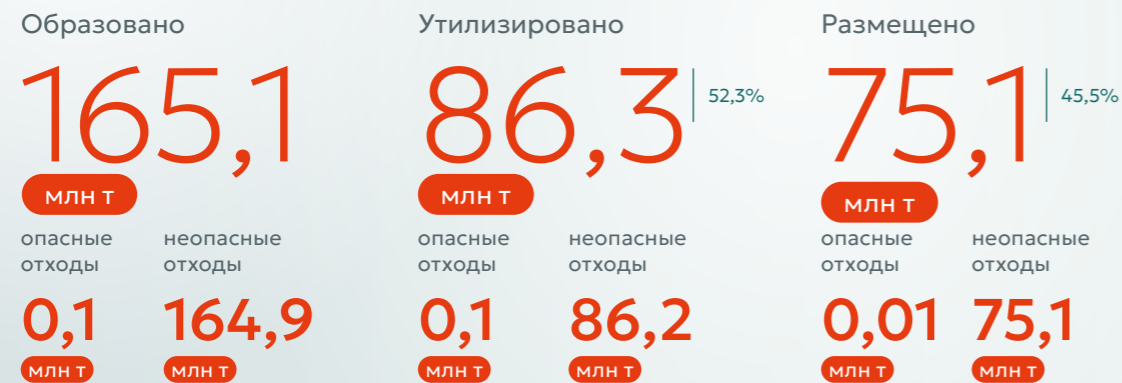 Образовано
165,1
млн т
опасные
отходы
0,1
млн т
неопасные
отходы
164,9
млн т
Утилизировано
86,3
52,3%
млн т
опасные
отходы
0,1
млн т
неопасные
отходы
86,2
млн т
Размещено
75,1
45,5%
млн т
опасные
отходы
0,01
млн т
неопасные
отходы
75,1
млн т